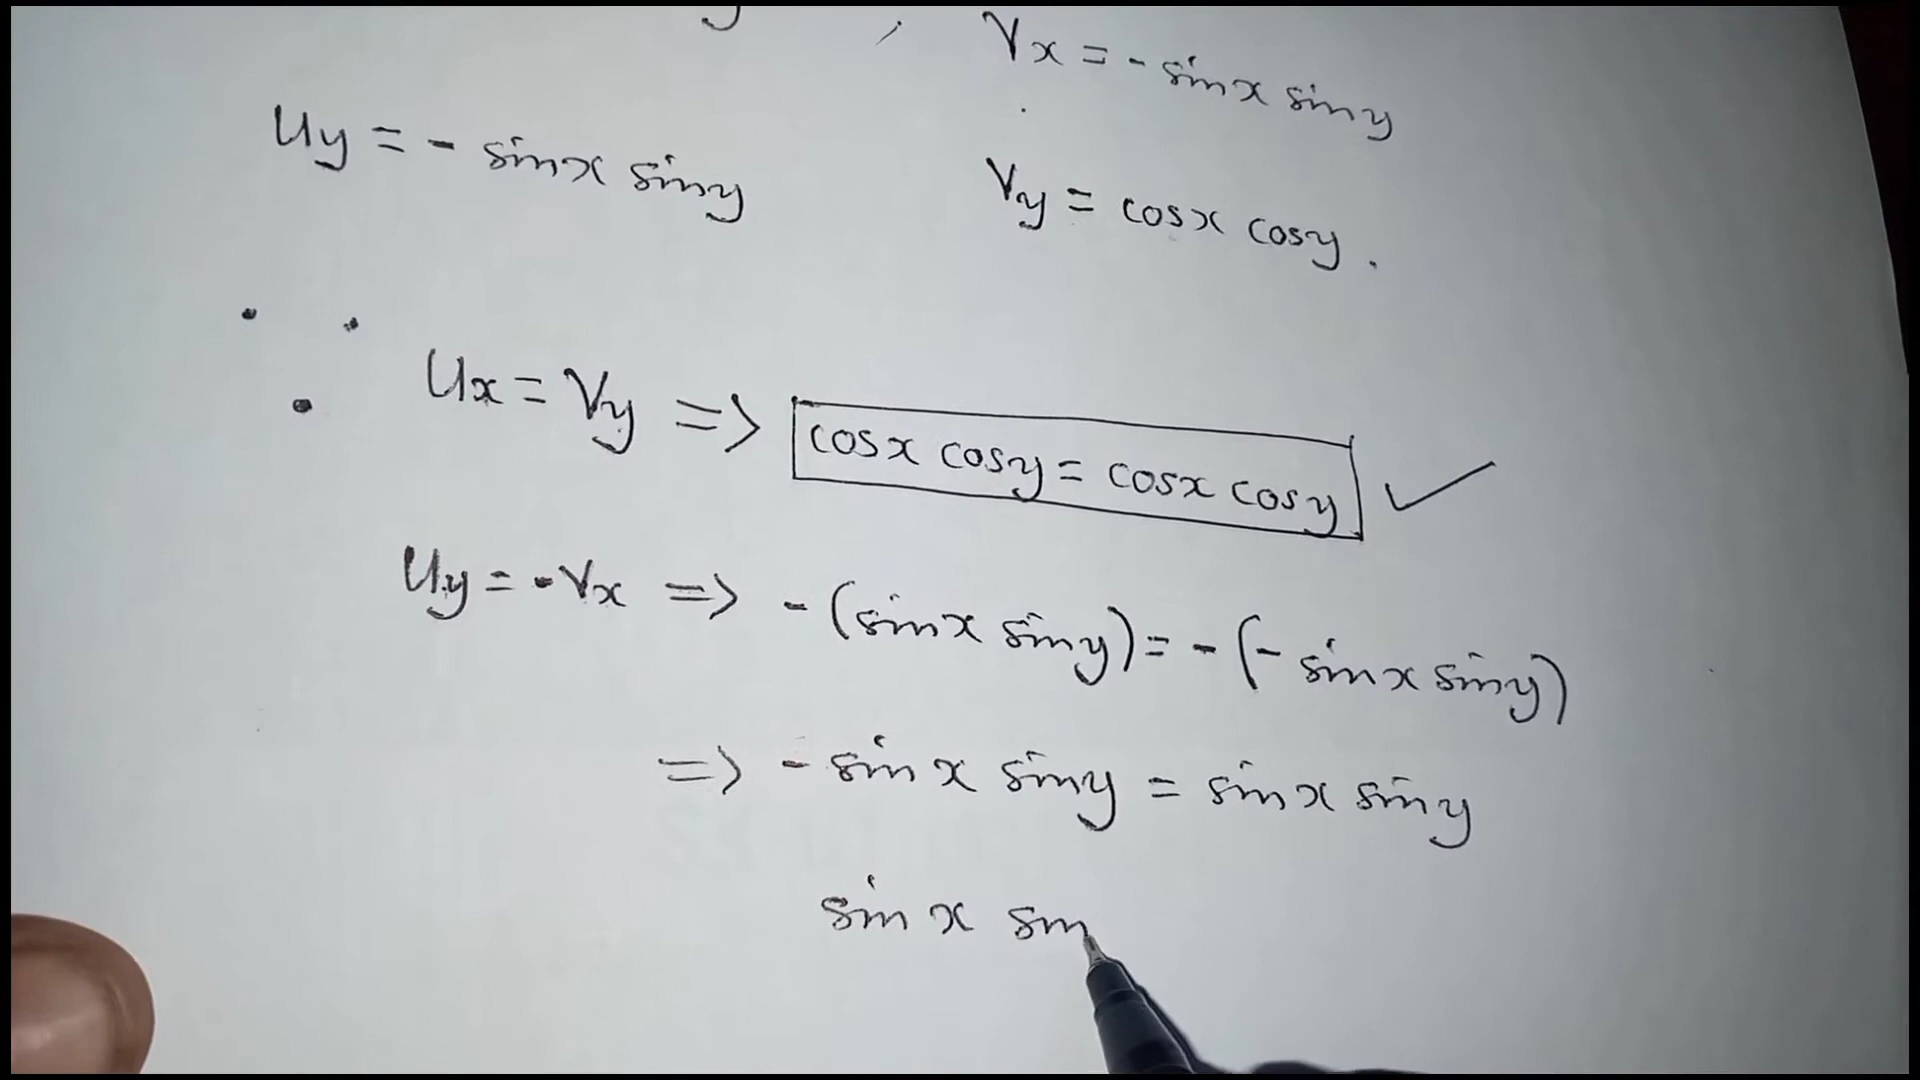 Vx = - sinx siny
Uy = - sinx siny
Vy = cosx cosy.
∴ Ux = Vy => cosx cosy = cosx cosy ✓
Uy = -Vx => - (sinx siny) = - (- sinx siny)
=> - sin x siny = sinx siny
sin x sin